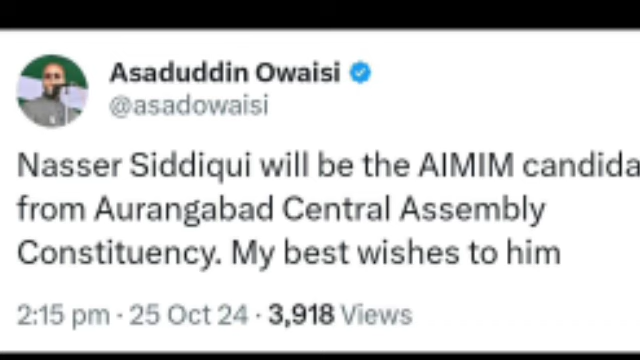 Asaduddin Owaisi
@asadowaisi
Nasser Siddiqui will be the AIMIM candida
from Aurangabad Central Assembly
Constituency. My best wishes to him
2:15 pm · 25 Oct 24 · 3,918 Views